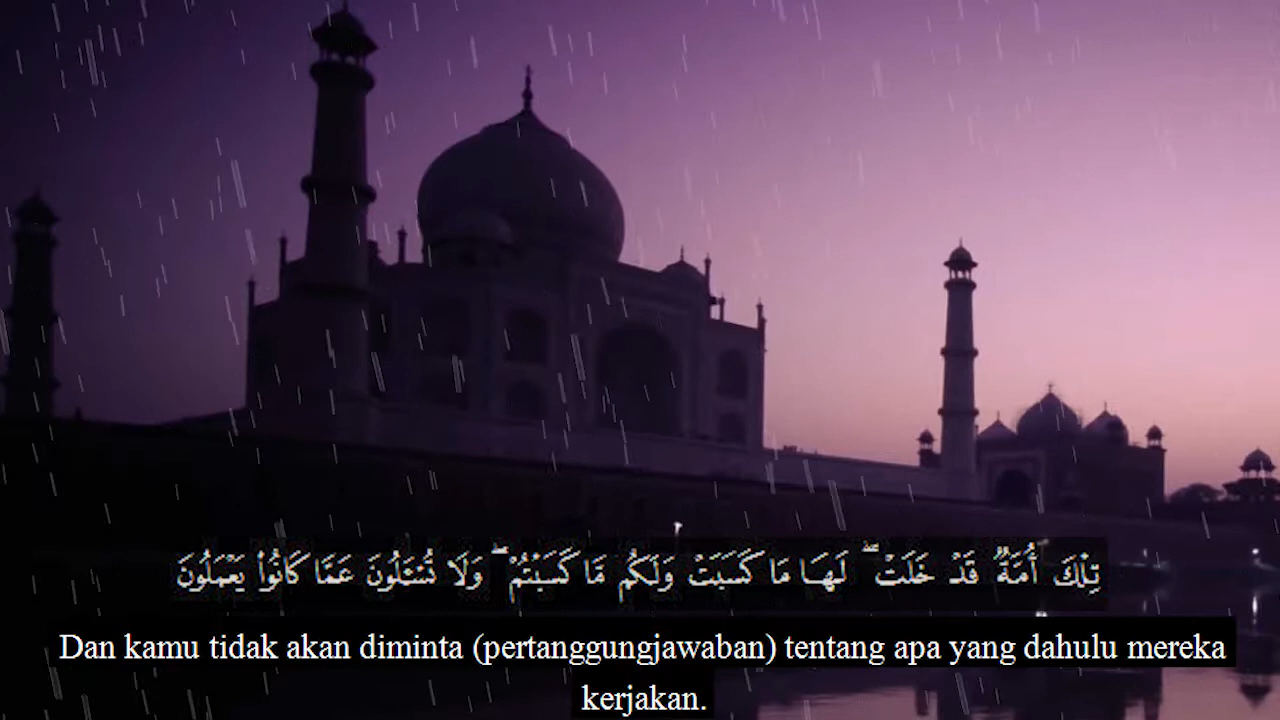 تِلْكَ أُمَّةٌ قَدْ خَلَتْ ۖ لَهَا مَا كَسَبَتْ وَلَكُم مَّا كَسَبْتُمْ ۖ وَلَا تُسْـَٔلُونَ عَمَّا كَانُوا۟ يَعْمَلُونَ
Dan kamu tidak akan diminta (pertanggungjawaban) tentang apa yang dahulu mereka
kerjakan.